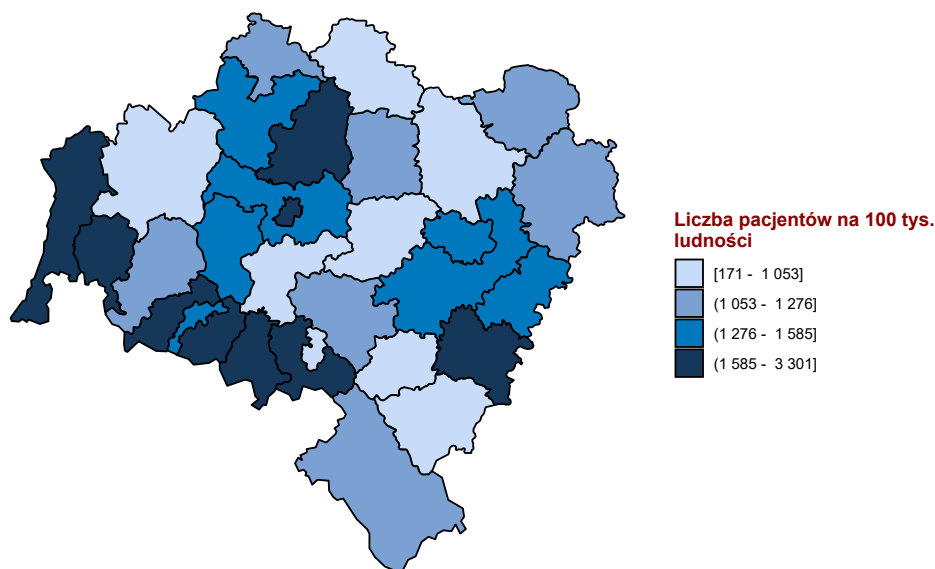 Liczba pacjentów na 100 tys.
ludności
[171 - 1 053]
(1 053 - 1 276]
(1 276 - 1 585]
(1 585 - 3 301]